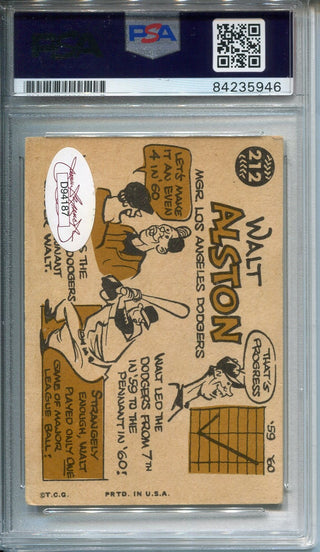 PSA
84235946
D94187
212
WALT
ALSTON
MGR. LOS ANGELES DODGERS
LET'S MAKE
IT AN EVEN
4 IN '60
THE
DODGERS
PENNANT
WALT.
THAT'S
PROGRESS
'59 '60
WALT LED THE
DODGERS FROM 7TH
IN '59 TO THE
PENNANT IN '60!
STRANGELY
ENOUGH, WALT
PLAYED ONLY ONE
GAME OF MAJOR
LEAGUE BALL!
©T.C.G. PRTD. IN U.S.A.